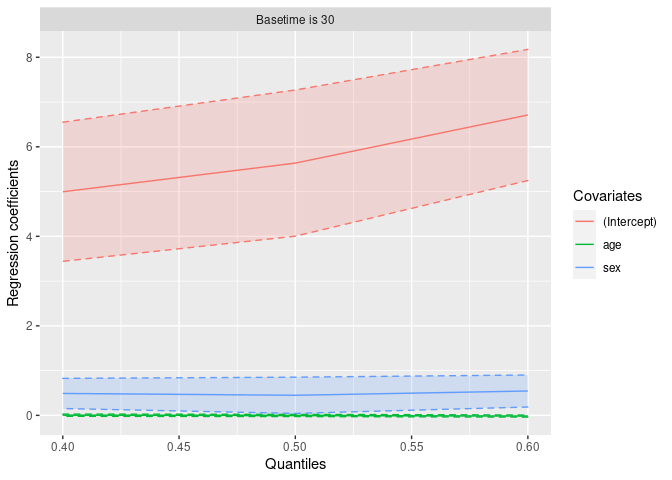 Basetime is 30
8
6
4
2
0
0.40
0.45
0.50
0.55
0.60
Quantiles
Regression coefficients
Covariates
(Intercept)
age
sex